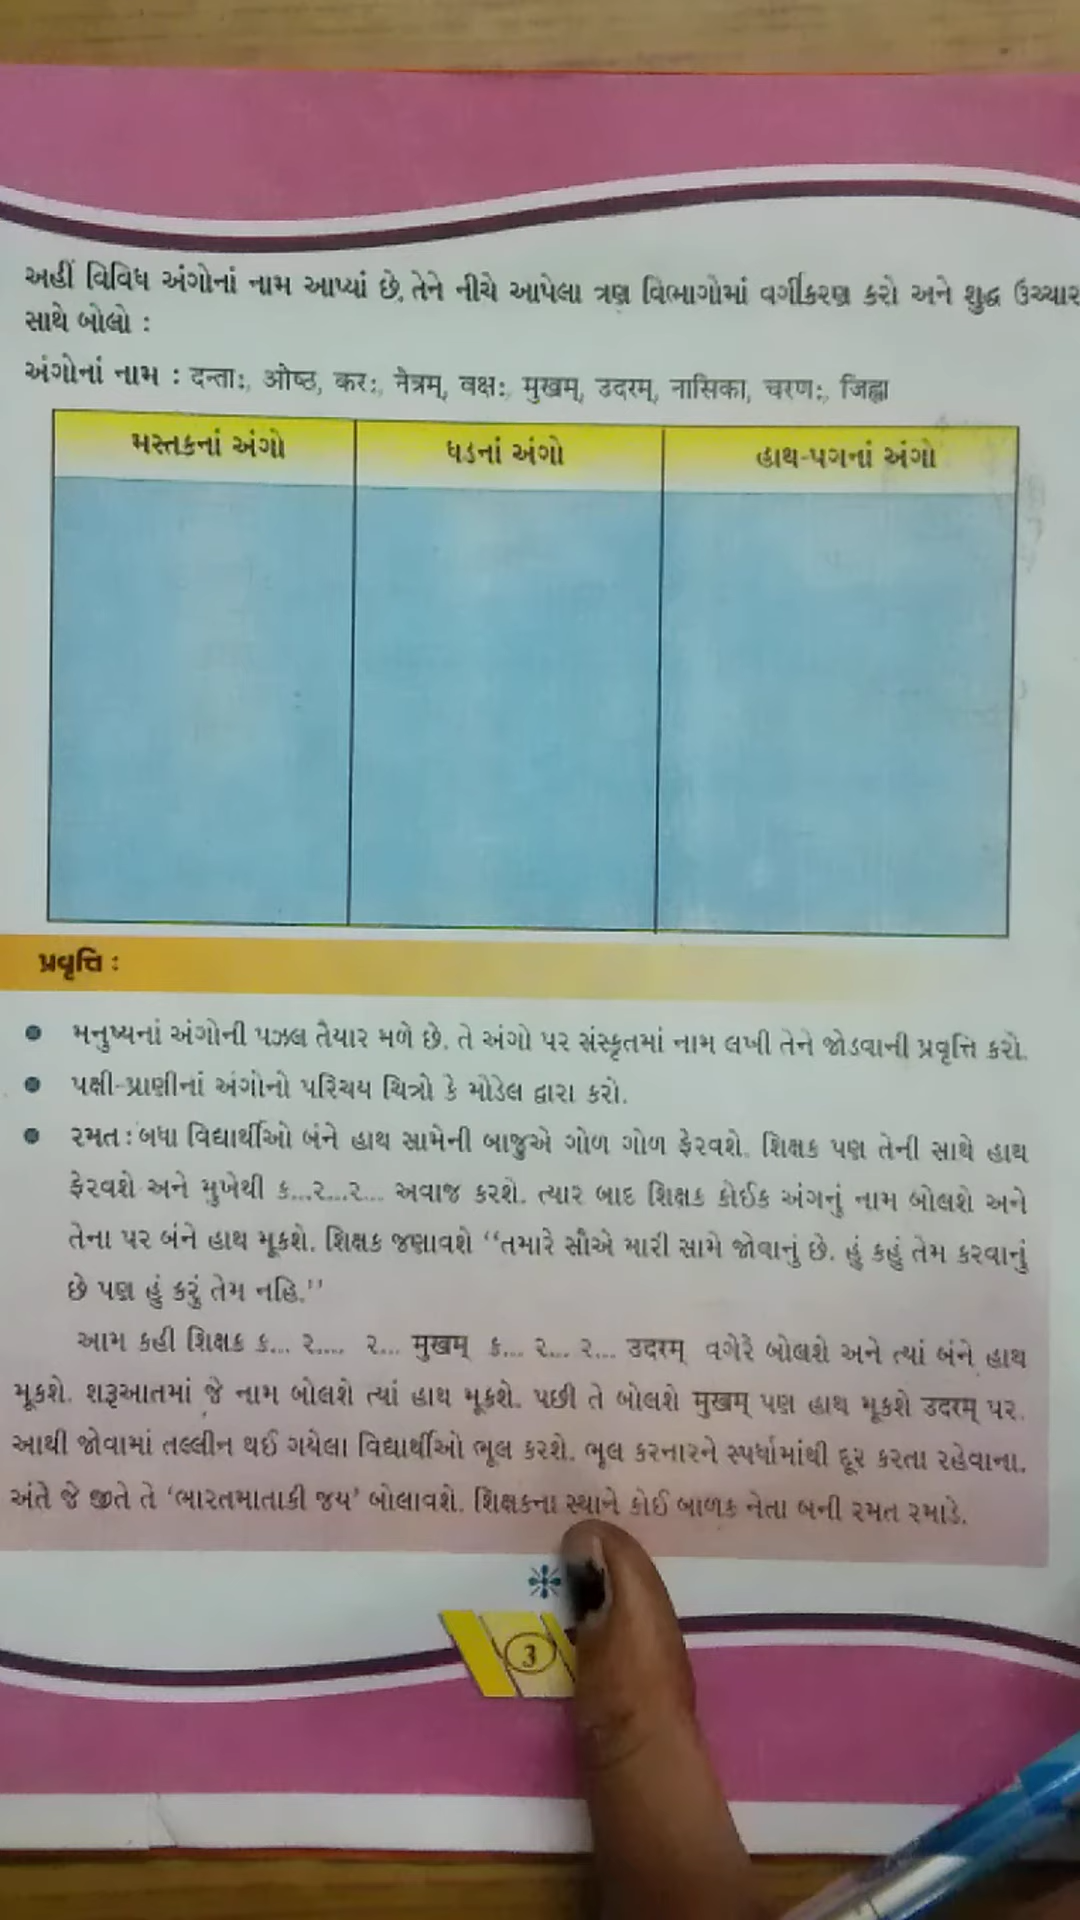 અહીં વિવિધ અંગોનાં નામ આપ્યાં છે, તેને નીચે આપેલા ત્રણ વિભાગોમાં વર્ગીકરણ કરો અને શુદ્ધ ઉચ્ચાર
સાથે બોલો :
અંગોનાં નામ : दन्ताः, ओष्ठ, करः, नेत्रम्, वक्षः, मुखम्, उदरम्, नासिका, चरणः, जिह्वा
મસ્તકનાં અંગો ધડનાં અંગો હાથ-પગનાં અંગો
પ્રવૃત્તિ :
● મનુષ્યનાં અંગોની પઝલ તૈયાર મળે છે. તે અંગો પર સંસ્કૃતમાં નામ લખી તેને જોડવાની પ્રવૃત્તિ કરો.
● પક્ષી-પ્રાણીનાં અંગોનો પરિચય ચિત્રો કે મોડેલ દ્વારા કરો.
● રમત : બધા વિદ્યાર્થીઓ બંને હાથ સામેની બાજુએ ગોળ ગોળ ફેરવશે. શિક્ષક પણ તેની સાથે હાથ
ફેરવશે અને મુખેથી ક...ર...ર... અવાજ કરશે. ત્યાર બાદ શિક્ષક કોઈક અંગનું નામ બોલશે અને
તેના પર બંને હાથ મૂકશે. શિક્ષક જણાવશે “તમારે સૌએ મારી સામે જોવાનું છે. હું કહું તેમ કરવાનું
છે પણ હું કરું તેમ નહિ.”
આમ કહી શિક્ષક ક... ર.... ર... मुखम् ક... ર... ર... उदरम् વગેરે બોલશે અને ત્યાં બંને હાથ
મૂકશે. શરૂઆતમાં જે નામ બોલશે ત્યાં હાથ મૂકશે. પછી તે બોલશે मुखम् પણ હાથ મૂકશે उदरम् પર.
આથી જોવામાં તલ્લીન થઈ ગયેલા વિદ્યાર્થીઓ ભૂલ કરશે. ભૂલ કરનારને સ્પર્ધામાંથી દૂર કરતા રહેવાના.
અંતે જે જીતે તે ‘ભારતમાતાકી જય’ બોલાવશે. શિક્ષકના સ્થાને કોઈ બાળક નેતા બની રમત રમાડે.
3